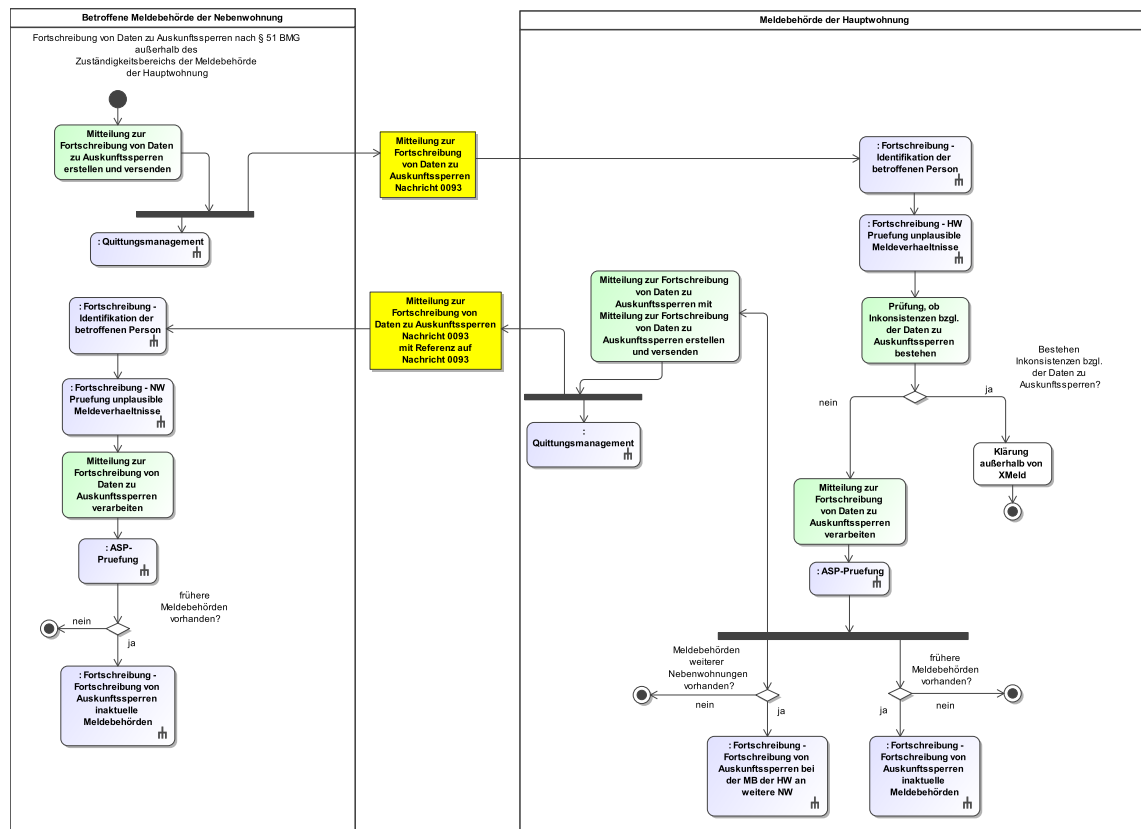 Betroffene Meldebehörde der Nebenwohnung
Fortschreibung von Daten zu Auskunftssperren nach § 51 BMG
außerhalb des
Zuständigkeitsbereichs der Meldebehörde
der Hauptwohnung
Mitteilung zur
Fortschreibung von Daten
zu Auskunftssperren
erstellen und versenden
: Quittungsmanagement
: Fortschreibung -
Identifikation der
betroffenen Person
: Fortschreibung - NW
Pruefung unplausible
Meldeverhaeltnisse
Mitteilung zur
Fortschreibung von
Daten zu
Auskunftssperren
verarbeiten
: ASP-
Pruefung
frühere
Meldebehörden
vorhanden?
nein
ja
: Fortschreibung -
Fortschreibung von
Auskunftssperren
inaktuelle
Meldebehörden
Mitteilung zur
Fortschreibung
von Daten zu
Auskunftssperren
Nachricht 0093
Mitteilung zur
Fortschreibung von
Daten zu Auskunftssperren
Nachricht 0093
mit Referenz auf
Nachricht 0093
Meldebehörde der Hauptwohnung
: Fortschreibung -
Identifikation der
betroffenen Person
: Fortschreibung - HW
Pruefung unplausible
Meldeverhaeltnisse
Mitteilung zur Fortschreibung
von Daten zu
Auskunftssperren mit
Mitteilung zur Fortschreibung
von Daten zu
Auskunftssperren erstellen
und versenden
:
Quittungsmanagement
Prüfung, ob
Inkonsistenzen bzgl.
der Daten zu
Auskunftssperren
bestehen
Bestehen
Inkonsistenzen bzgl.
der Daten zu
Auskunftssperren?
nein
ja
Klärung
außerhalb von
XMeld
Mitteilung zur
Fortschreibung
von Daten zu
Auskunftssperren
verarbeiten
: ASP-Pruefung
Meldebehörden
weiterer
Nebenwohnungen
vorhanden?
nein
ja
frühere
Meldebehörden
vorhanden?
ja
nein
: Fortschreibung -
Fortschreibung von
Auskunftssperren bei
der MB der HW an
weitere NW
: Fortschreibung -
Fortschreibung von
Auskunftssperren
inaktuelle
Meldebehörden